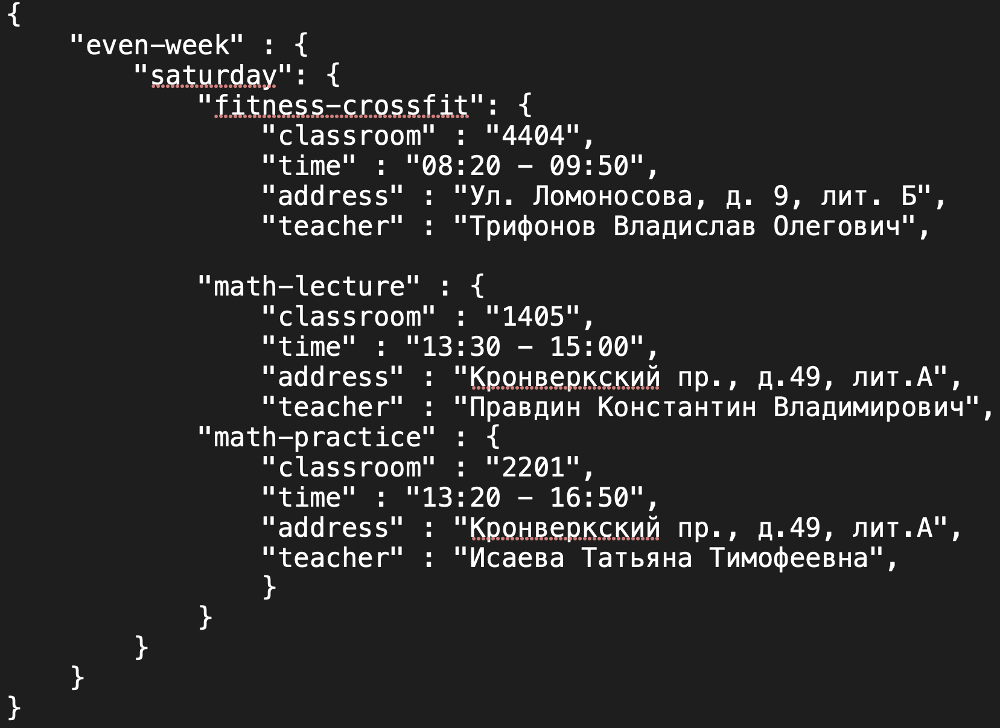 {
"even-week" : {
"saturday": {
"fitness-crossfit": {
"classroom" : "4404",
"time" : "08:20 - 09:50",
"address" : "Ул. Ломоносова, д. 9, лит. Б",
"teacher" : "Трифонов Владислав Олегович",
"math-lecture" : {
"classroom" : "1405",
"time" : "13:30 - 15:00",
"address" : "Кронверкский пр., д.49, лит.А",
"teacher" : "Правдин Константин Владимирович",
"math-practice" : {
"classroom" : "2201",
"time" : "13:20 - 16:50",
"address" : "Кронверкский пр., д.49, лит.А",
"teacher" : "Исаева Татьяна Тимофеевна",
}
}
}
}
}